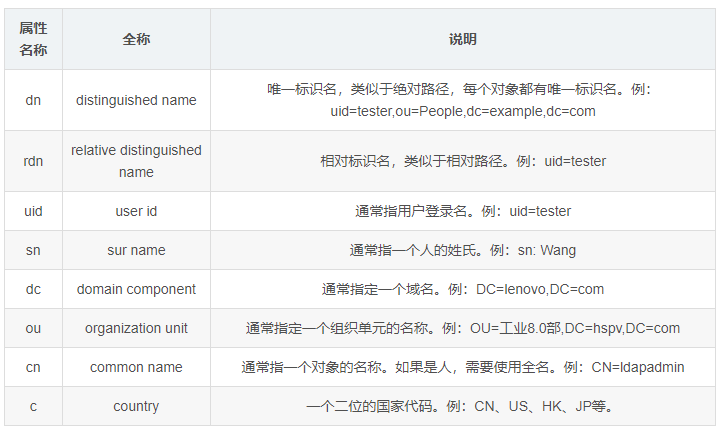 属性
名称
全称
说明
dn
distinguished name
唯一标识名，类似于绝对路径，每个对象都有唯一标识名。例：
uid=tester,ou=People,dc=example,dc=com
rdn
relative distinguished
name
相对标识名，类似于相对路径。例：uid=tester
uid
user id
通常指用户登录名。例：uid=tester
sn
sur name
通常指一个人的姓氏。例：sn: Wang
dc
domain component
通常指定一个域名。例：DC=lenovo,DC=com
ou
organization unit
通常指定一个组织单元的名称。例：OU=工业8.0部,DC=hspv,DC=com
cn
common name
通常指一个对象的名称。如果是人，需要使用全名。例：CN=ldapadmin
c
country
一个二位的国家代码。例：CN、US、HK、JP等。